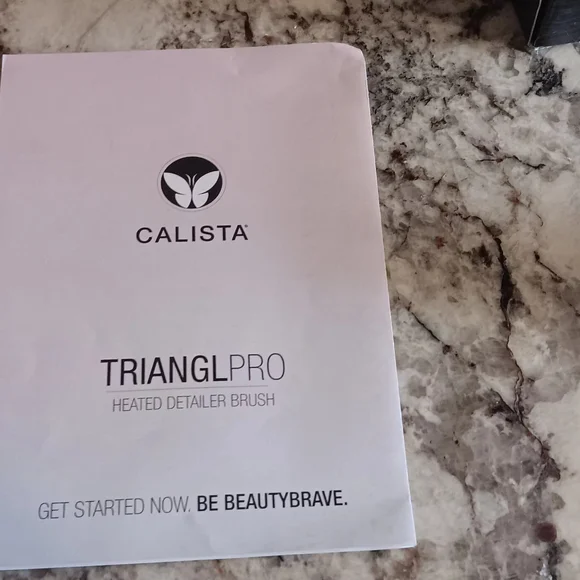 CALISTA
TRIANGLPRO
HEATED DETAILER BRUSH
GET STARTED NOW. BE BEAUTYBRAVE.